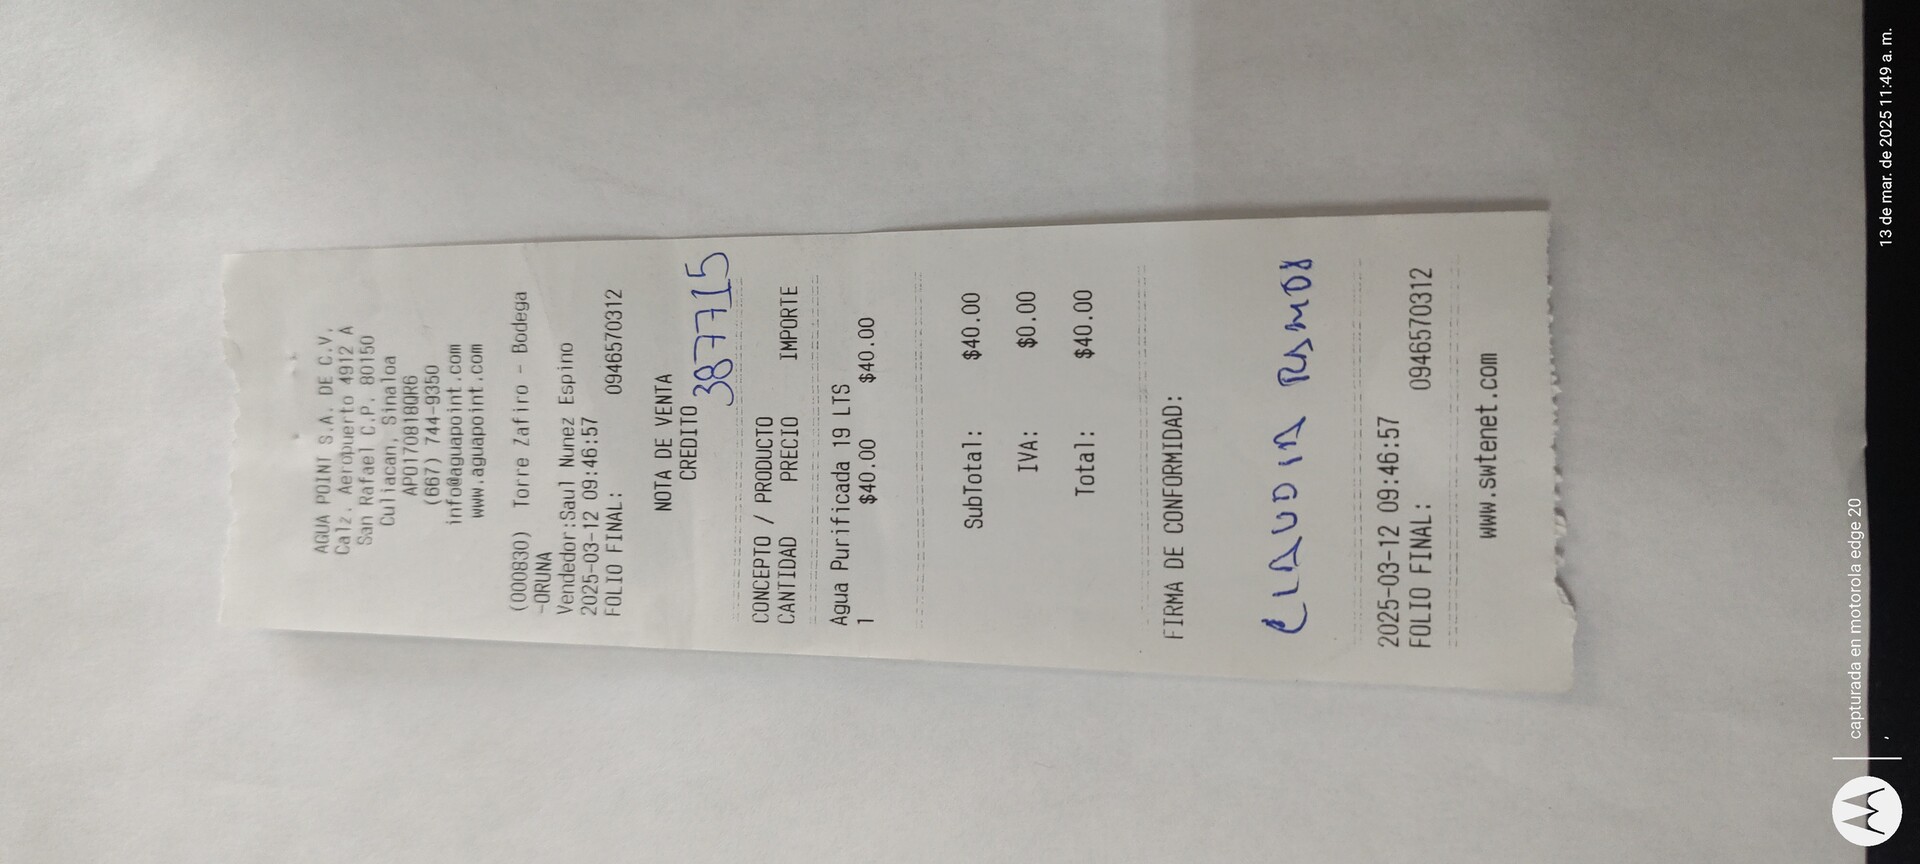 AGUA POINT S.A. DE C.V.
Calz. Aeropuerto 4912 A
San Rafael C.P. 80150
Culiacan, Sinaloa
APO170818QR6
(667) 744-9350
info@aguapoint.com
www.aguapoint.com
(000830) Torre Zafiro - Bodega
-ORUNA
Vendedor:Saul Nunez Espino
2025-03-12 09:46:57
FOLIO FINAL: 0946570312
NOTA DE VENTA
CREDITO
3877715
CONCEPTO / PRODUCTO
CANTIDAD PRECIO IMPORTE
Agua Purificada 19 LTS
1 $40.00 $40.00
SubTotal: $40.00
IVA: $0.00
Total: $40.00
FIRMA DE CONFORMIDAD:
CLAUDIA RAMOS
2025-03-12 09:46:57
FOLIO FINAL: 0946570312
www.swtenet.com
capturada en motorola edge 20
13 de mar. de 2025 11:49 a. m.